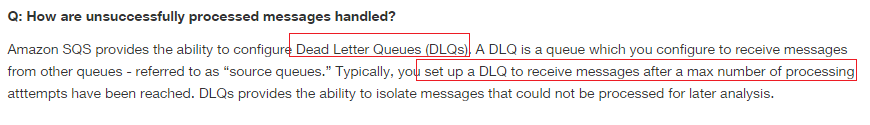 Q: How are unsuccessfully processed messages handled?
Amazon SQS provides the ability to configure Dead Letter Queues (DLQs). A DLQ is a queue which you configure to receive messages
from other queues - referred to as “source queues.” Typically, you set up a DLQ to receive messages after a max number of processing
atttempts have been reached. DLQs provides the ability to isolate messages that could not be processed for later analysis.